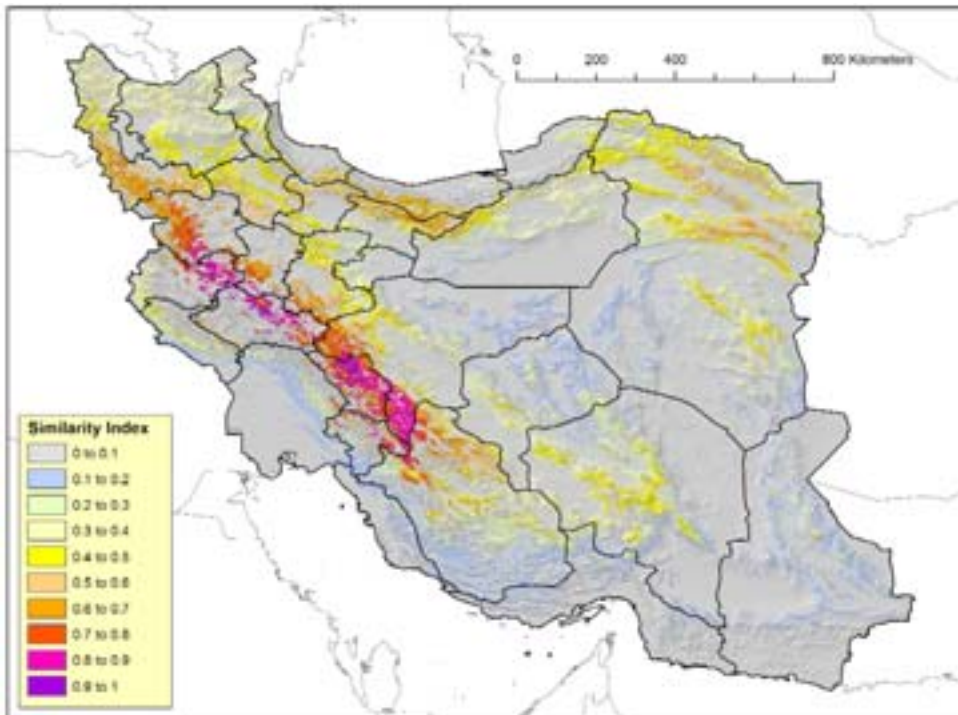 0 200 400 800 Kilometers
Similarity Index
0 to 0.1
0.1 to 0.2
0.2 to 0.3
0.3 to 0.4
0.4 to 0.5
0.5 to 0.6
0.6 to 0.7
0.7 to 0.8
0.8 to 0.9
0.9 to 1